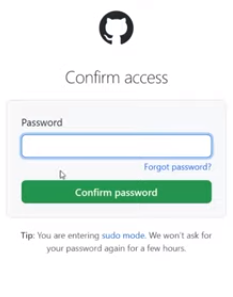 Confirm access
Password
Forgot password?
Confirm password
Tip: You are entering sudo mode. We won't ask for
your password again for a few hours.